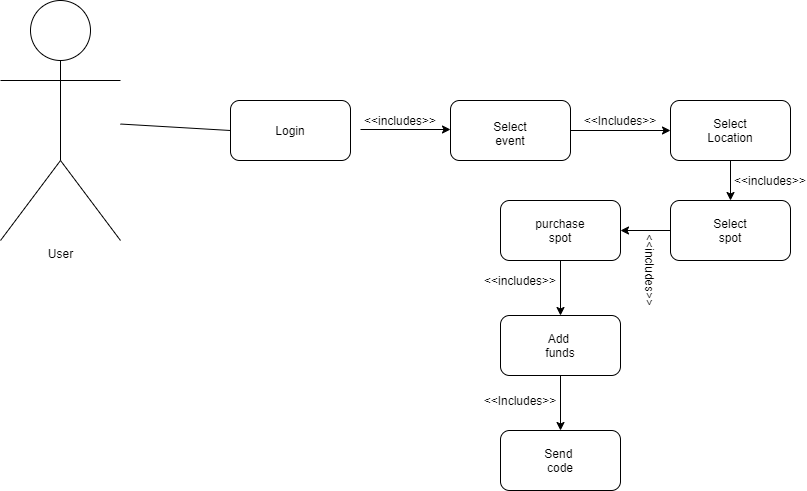 Login
<<includes>>
Select
event
<<Includes>>
Select
Location
<<includes>>
Select
spot
<<includes>>
purchase
spot
User
<<includes>>
Add
funds
<<Includes>>
Send
code